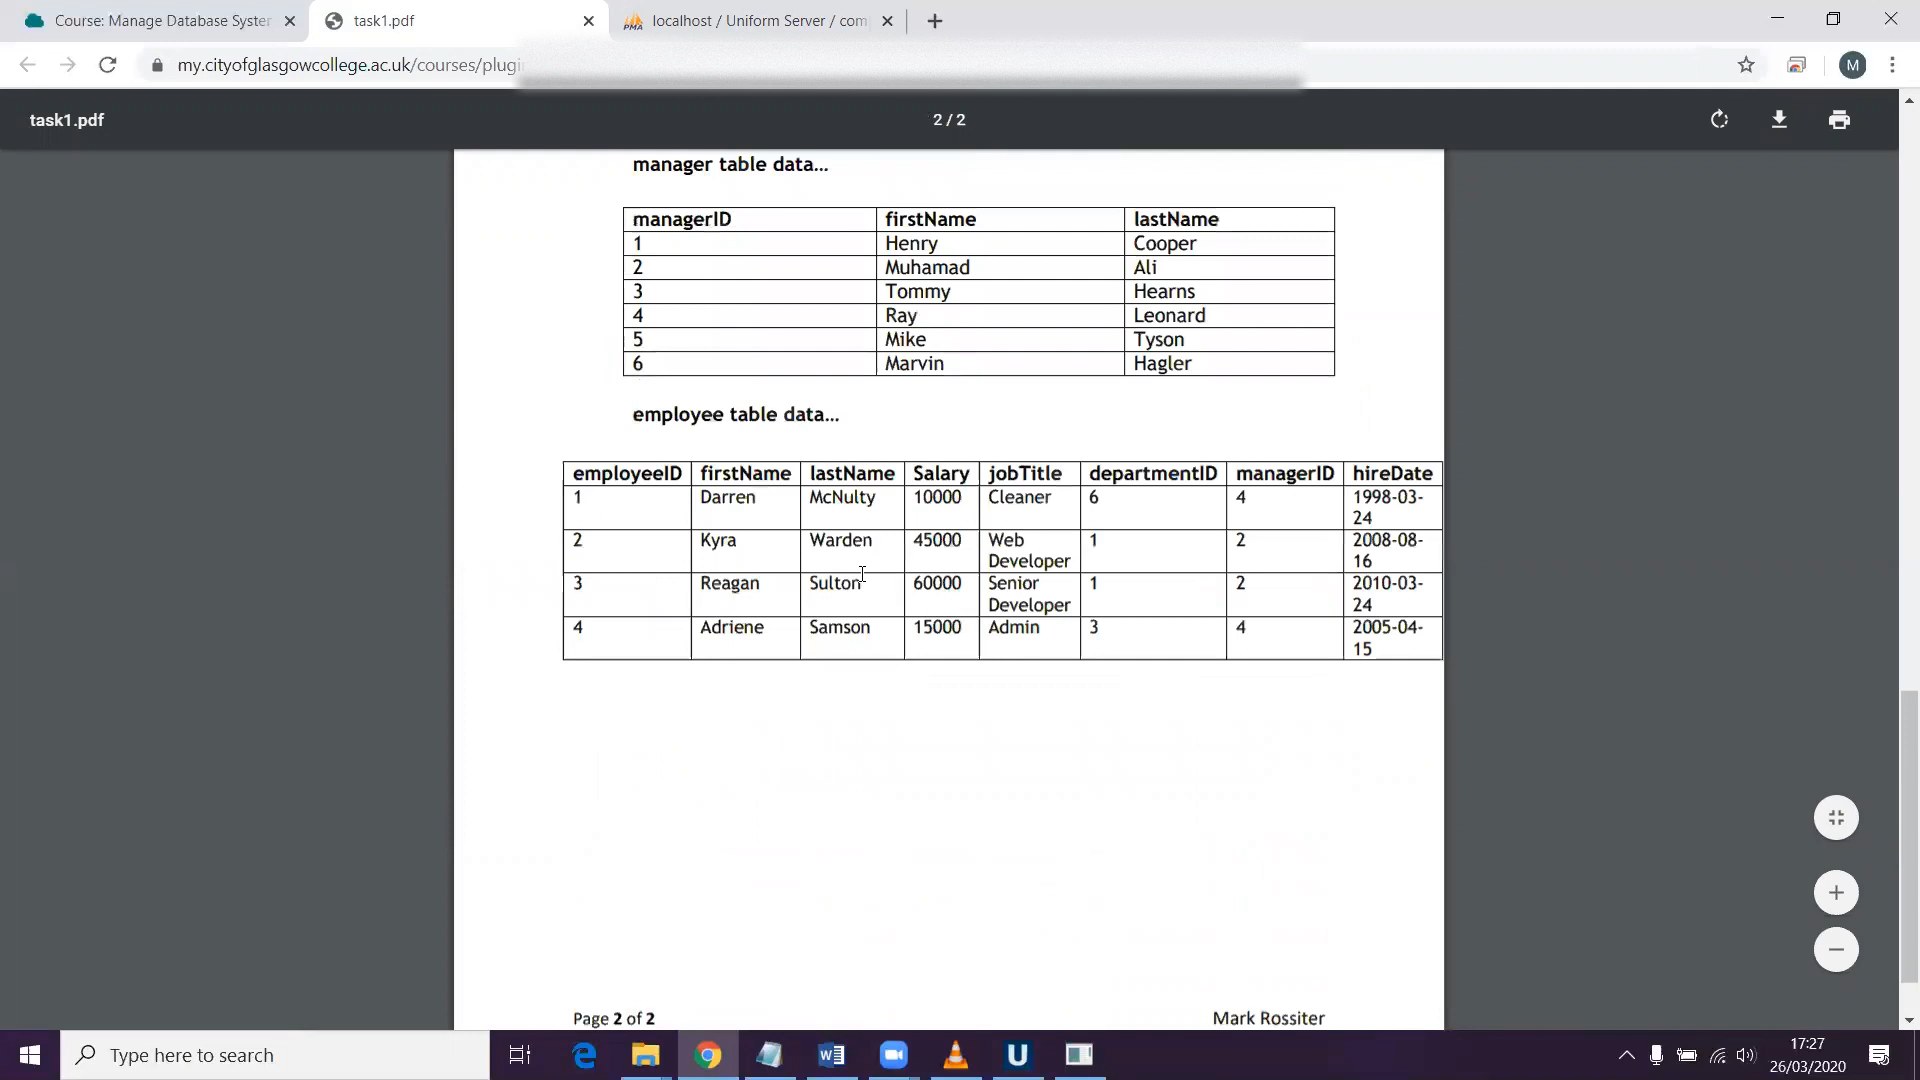 Course: Manage Database Syster
task1.pdf
PMA
localhost / Uniform Server / com
my.cityofglasgowcollege.ac.uk/courses/plugi
M
task1.pdf
2 / 2
manager table data...
managerID firstName lastName
1 Henry Cooper
2 Muhamad Ali
3 Tommy Hearns
4 Ray Leonard
5 Mike Tyson
6 Marvin Hagler
employee table data...
employeeID firstName lastName Salary jobTitle departmentID managerID hireDate
1 Darren McNulty 10000 Cleaner 6 4 1998-03-
24
2 Kyra Warden 45000 Web 1 2 2008-08-
Developer 16
3 Reagan Sulton 60000 Senior 1 2 2010-03-
Developer 24
4 Adriene Samson 15000 Admin 3 4 2005-04-
15
Page 2 of 2
Mark Rossiter
Type here to search
W
U
17:27
26/03/2020